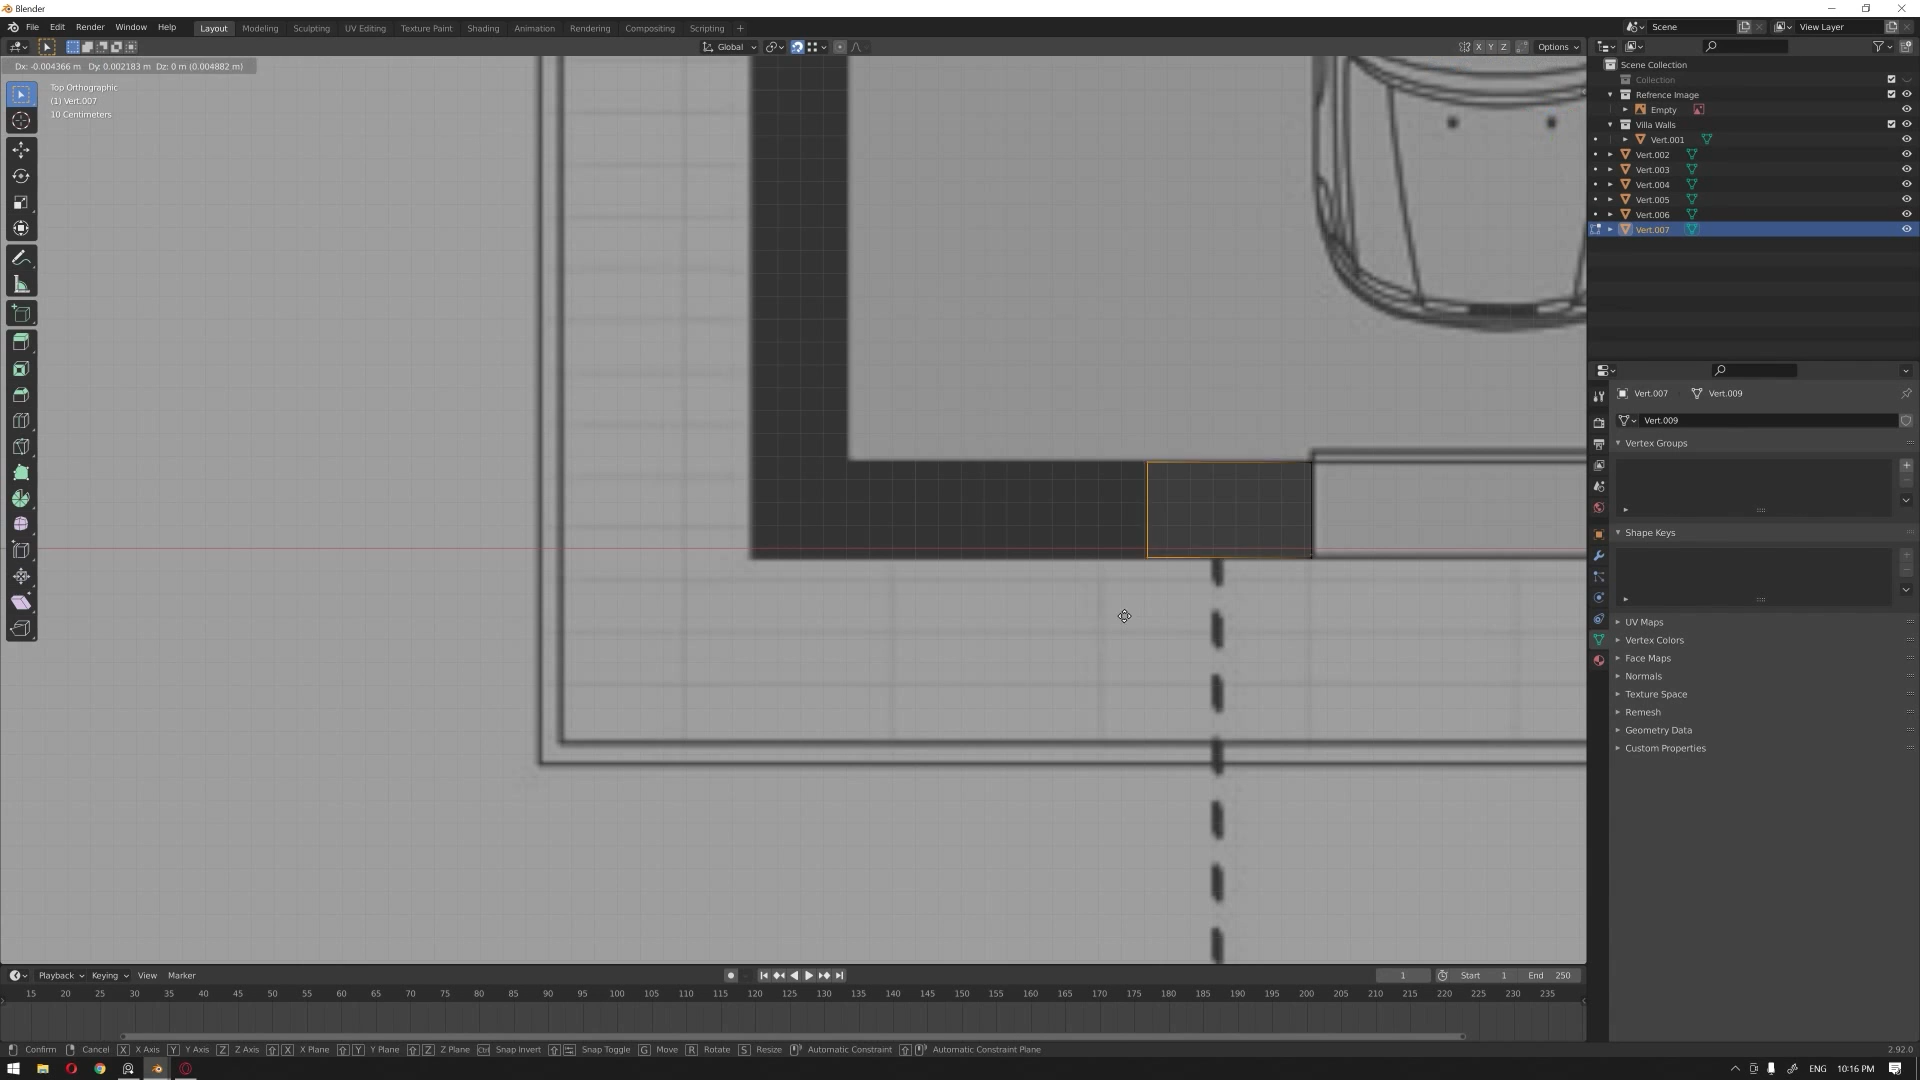 Blender
File Edit Render Window Help
Layout Modeling Sculpting UV Editing Texture Paint Shading Animation Rendering Compositing Scripting +
Scene
View Layer
Global
X Y Z Options
Dx: -0.004366 m Dy: 0.002183 m Dz: 0 m (0.004882 m)
Top Orthographic
(1) Vert.007
10 Centimeters
Scene Collection
Collection
Refrence Image
Empty
Villa Walls
Vert.001
Vert.002
Vert.003
Vert.004
Vert.005
Vert.006
Vert.007
Vert.007 Vert.009
Vert.009
Vertex Groups
Shape Keys
UV Maps
Vertex Colors
Face Maps
Normals
Texture Space
Remesh
Geometry Data
Custom Properties
Playback Keying View Marker
1 Start 1 End 250
15 20 25 30 35 40 45 50 55 60 65 70 75 80 85 90 95 100 105 110 115 120 125 130 135 140 145 150 155 160 165 170 175 180 185 190 195 200 205 210 215 220 225 230 235
Confirm Cancel X X Axis Y Y Axis Z Z Axis X X Plane Y Y Plane Z Z Plane Ctrl Snap Invert Snap Toggle G Move R Rotate S Resize Automatic Constraint Automatic Constraint Plane
2.92.0
ENG 10:16 PM